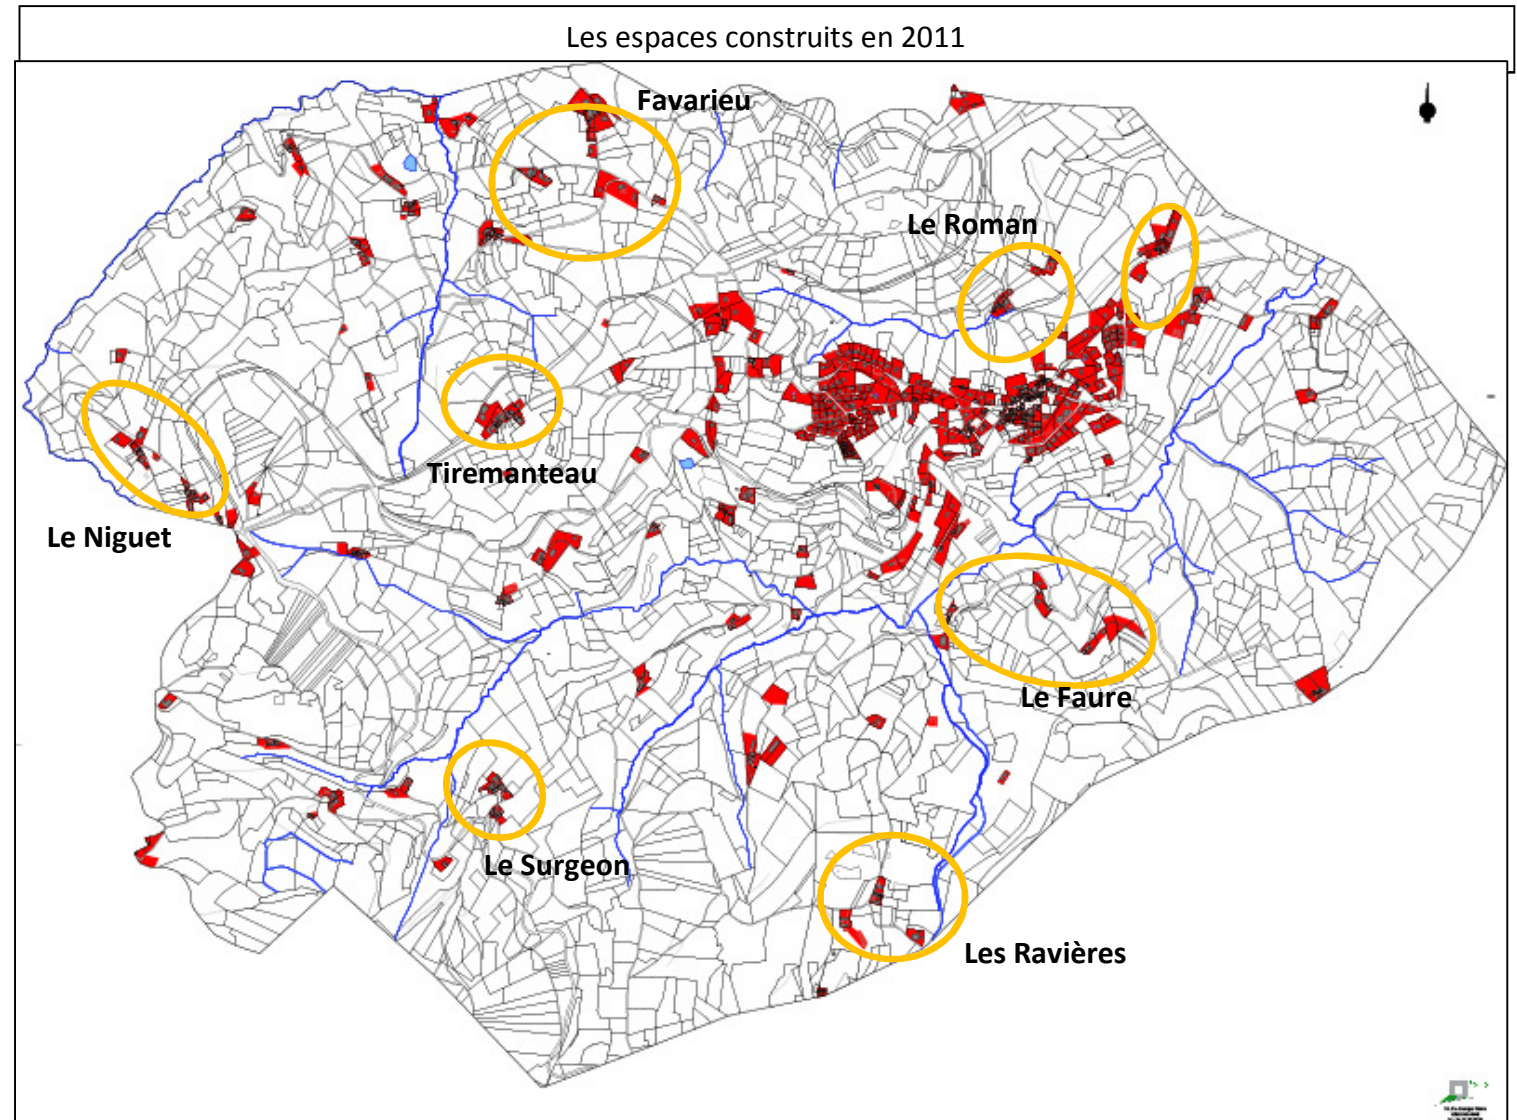 Les espaces construits en 2011
Favarieu
Le Roman
Tiremanteau
Le Niguet
Le Faure
Le Surgeon
Les Ravières